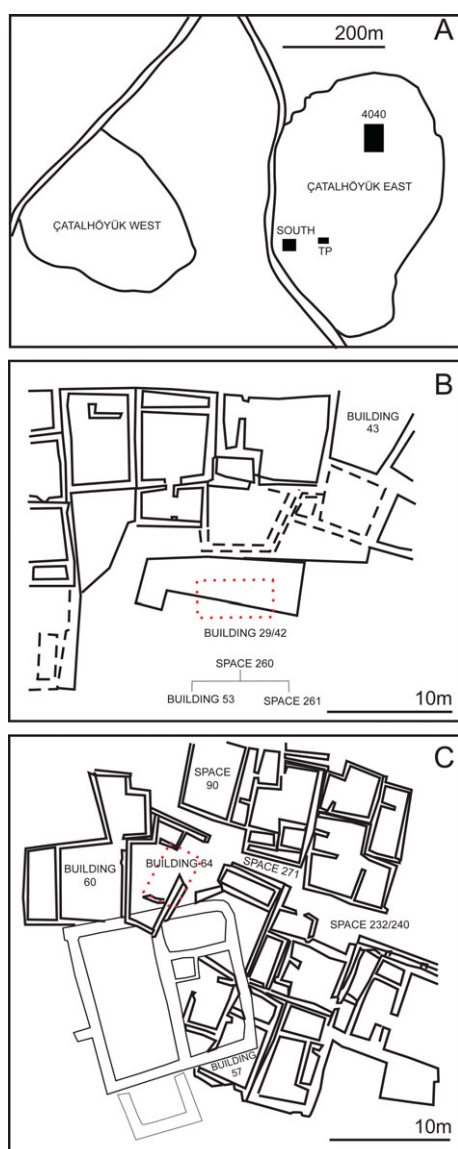 A
200m
4040
ÇATALHÖYÜK EAST
ÇATALHÖYÜK WEST
SOUTH
TP
B
BUILDING
43
BUILDING 29/42
SPACE 260
BUILDING 53
SPACE 261
10m
C
SPACE
90
BUILDING 64
BUILDING
60
SPACE 271
SPACE 232/240
BUILDING
57
10m